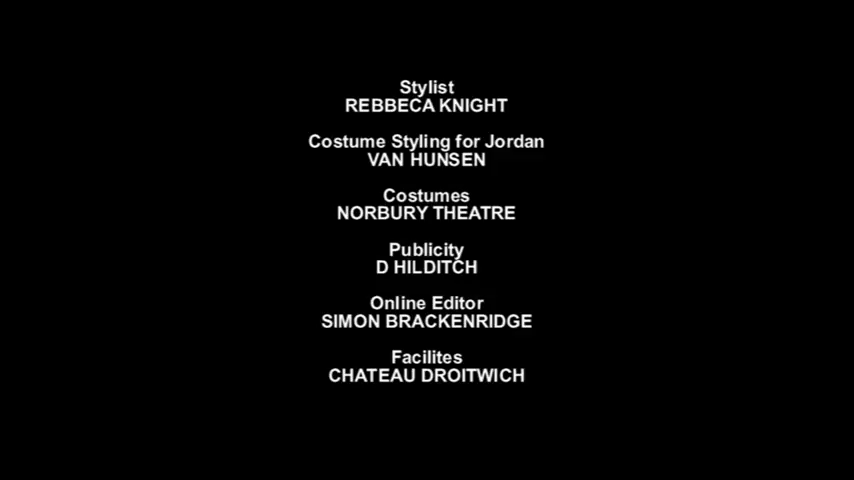 Stylist
REBBECA KNIGHT
Costume Styling for Jordan
VAN HUNSEN
Costumes
NORBURY THEATRE
Publicity
D HILDITCH
Online Editor
SIMON BRACKENRIDGE
Facilites
CHATEAU DROITWICH